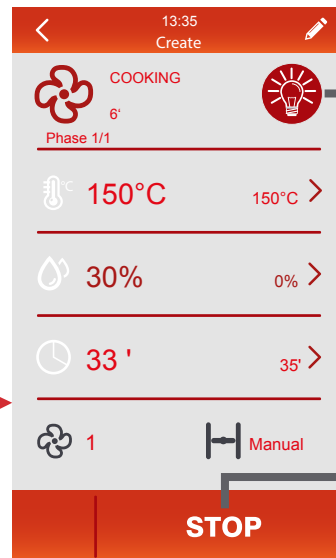 13:35
Create
COOKING
6‘
Phase 1/1
°C 150°C 150°C
30% 0%
33 ' 35'
1 Manual
STOP